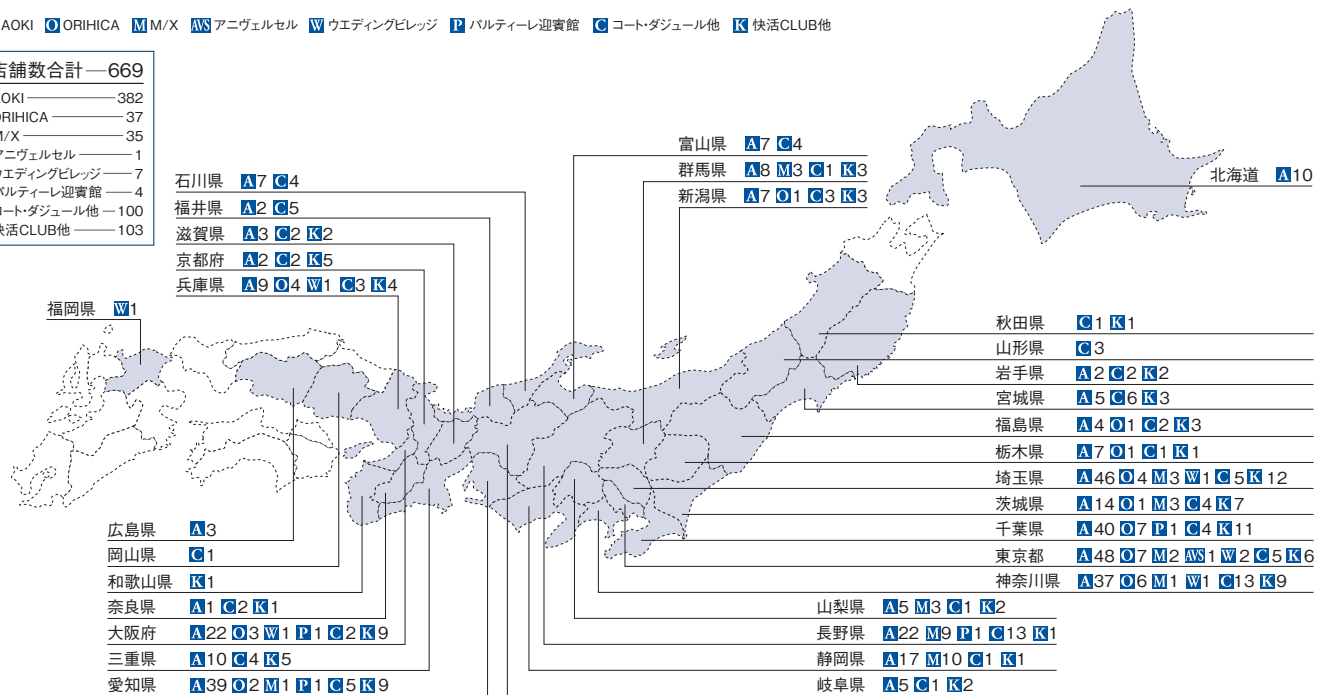 AOKI O ORIHICA M M/X AVS アニヴェルセル W ウエディングビレッジ P パルティーレ迎賓館 C コート・ダジュール他 K 快活CLUB他
店舗数合計―669
OKI 382
ORIHICA 37
M/X 35
アニヴェルセル 1
ウエディングビレッジ 7
パルティーレ迎賓館 4
コート・ダジュール他 100
快活CLUB他 103
富山県 A7 C4
群馬県 A8 M3 C1 K3
新潟県 A7 O1 C3 K3
北海道 A10
石川県 A7 C4
福井県 A2 C5
滋賀県 A3 C2 K2
京都府 A2 C2 K5
兵庫県 A9 O4 W1 C3 K4
福岡県 W1
秋田県 C1 K1
山形県 C3
岩手県 A2 C2 K2
宮城県 A5 C6 K3
福島県 A4 O1 C2 K3
栃木県 A7 O1 C1 K1
埼玉県 A46 O4 M3 W1 C5 K12
茨城県 A14 O1 M3 C4 K7
千葉県 A40 O7 P1 C4 K11
東京都 A48 O7 M2 AVS1 W2 C5 K6
神奈川県 A37 O6 M1 W1 C13 K9
広島県 A3
岡山県 C1
和歌山県 K1
奈良県 A1 C2 K1
大阪府 A22 O3 W1 P1 C2 K9
三重県 A10 C4 K5
愛知県 A39 O2 M1 P1 C5 K9
山梨県 A5 M3 C1 K2
長野県 A22 M9 P1 C13 K1
静岡県 A17 M10 C1 K1
岐阜県 A5 C1 K2